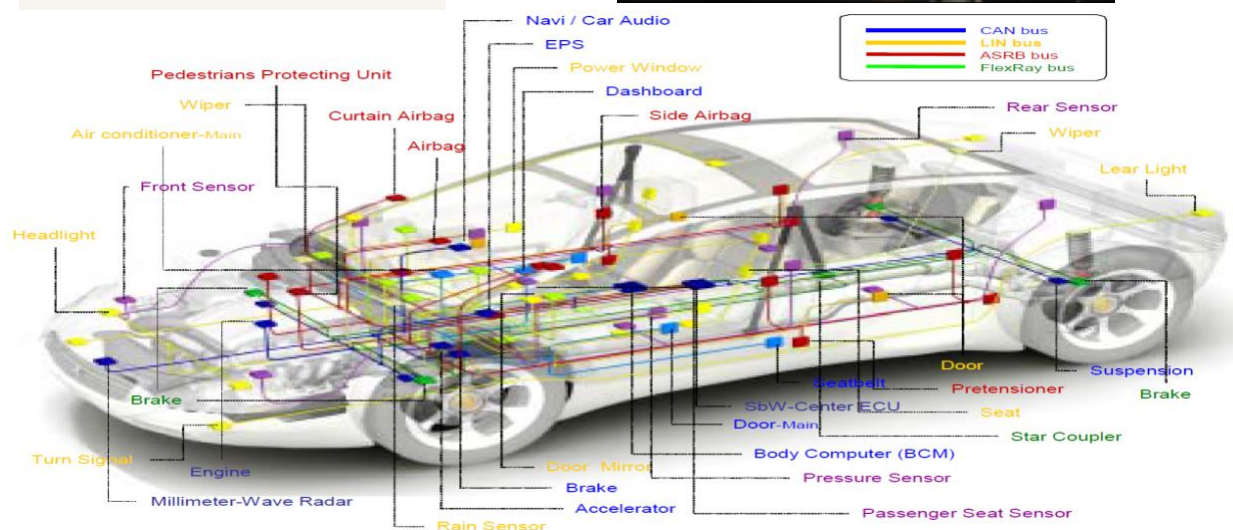 Navi / Car Audio
CAN bus
LIN bus
ASRB bus
FlexRay bus
EPS
Power Window
Pedestrians Protecting Unit
Dashboard
Wiper
Curtain Airbag
Side Airbag
Rear Sensor
Air conditioner-Main
Airbag
Wiper
Lear Light
Front Sensor
Headlight
Door
Suspension
Seatbelt
Pretensioner
Brake
Brake
SbW-Center ECU
Seat
Door-Main
Star Coupler
Turn Signal
Engine
Door Mirror
Body Computer (BCM)
Pressure Sensor
Brake
Millimeter-Wave Radar
Accelerator
Passenger Seat Sensor
Rain Sensor